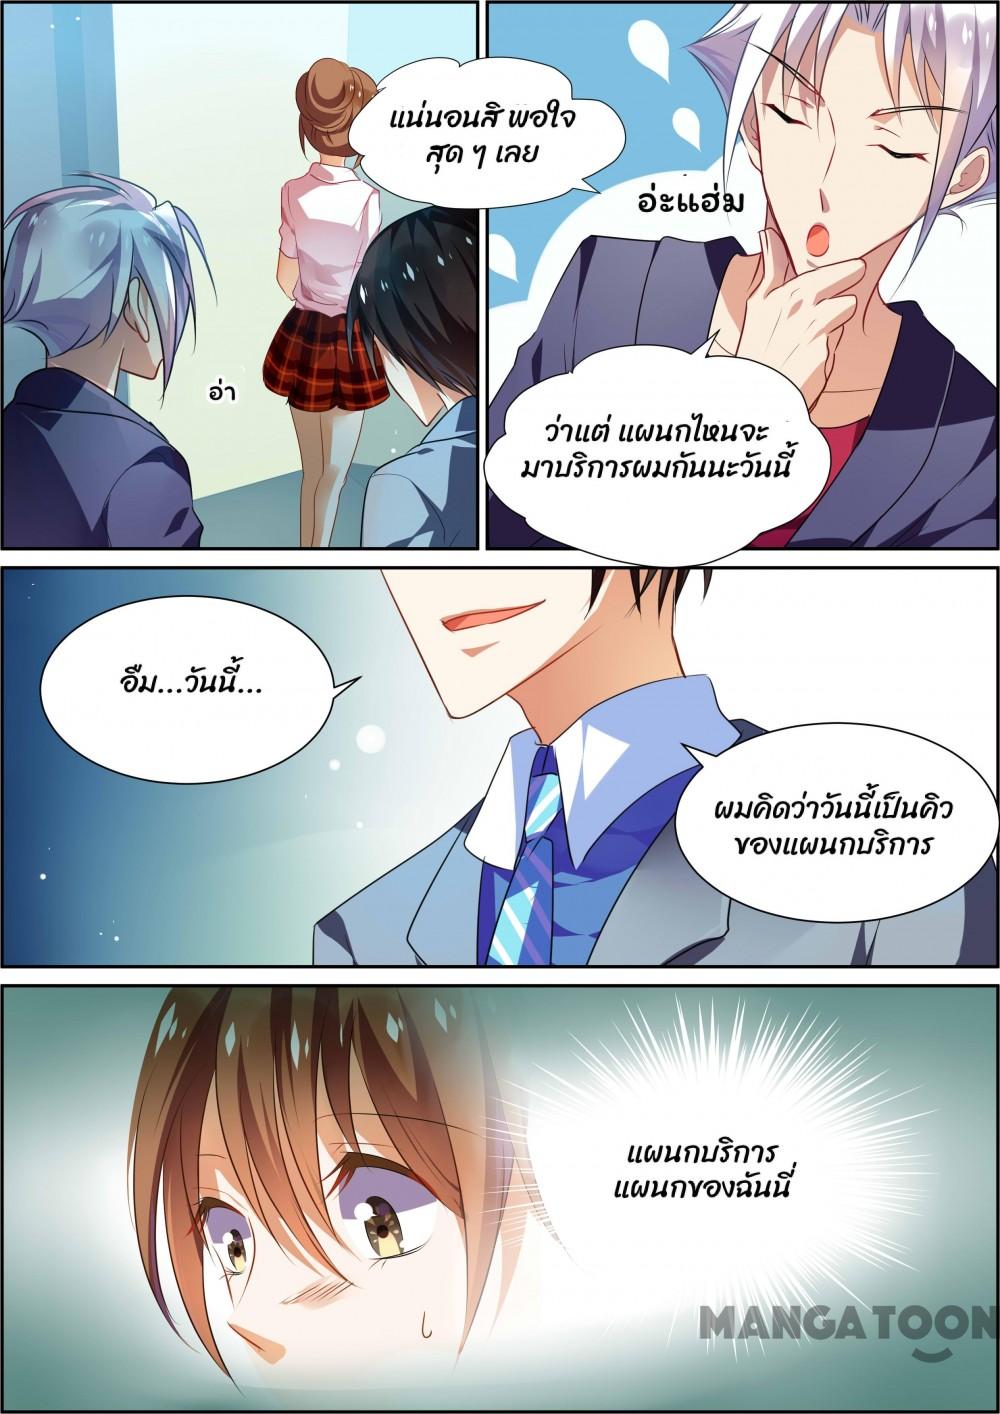 แน่นอนสิ พอใจ
สุด ๆ เลย
อ่า
อ่ะแฮ่ม
ว่าแต่ แผนกไหนจะ
มาบริการผมกันนะวันนี้
อืม...วันนี้...
ผมคิดว่าวันนี้เป็นคิว
ของแผนกบริการ
แผนกบริการ
แผนกของฉันนี่
MANGATOON